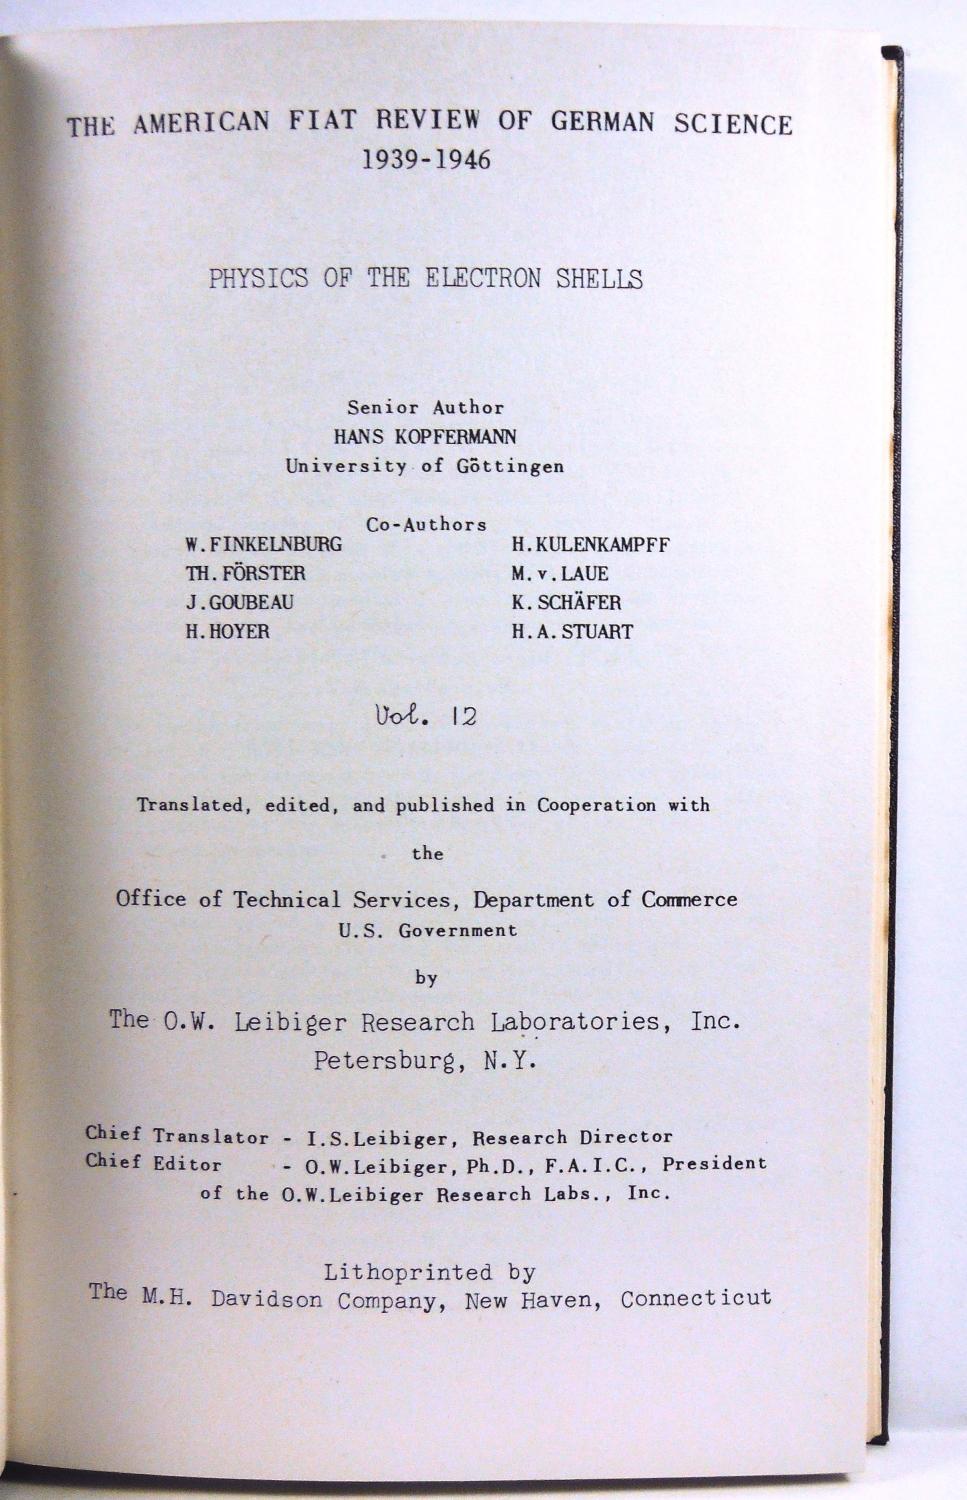 THE AMERICAN FIAT REVIEW OF GERMAN SCIENCE
1939-1946
PHYSICS OF THE ELECTRON SHELLS
Senior Author
HANS KOPFERMANN
University of Göttingen
Co-Authors
W. FINKELNBURG H. KULENKAMPFF
TH. FÖRSTER M. v. LAUE
J. GOUBEAU K. SCHÄFER
H. HOYER H. A. STUART
Vol. 12
Translated, edited, and published in Cooperation with
the
Office of Technical Services, Department of Commerce
U.S. Government
by
The O.W. Leibiger Research Laboratories, Inc.
Petersburg, N.Y.
Chief Translator - I.S.Leibiger, Research Director
Chief Editor - O.W.Leibiger, Ph.D., F.A.I.C., President
of the O.W.Leibiger Research Labs., Inc.
Lithoprinted by
The M.H. Davidson Company, New Haven, Connecticut